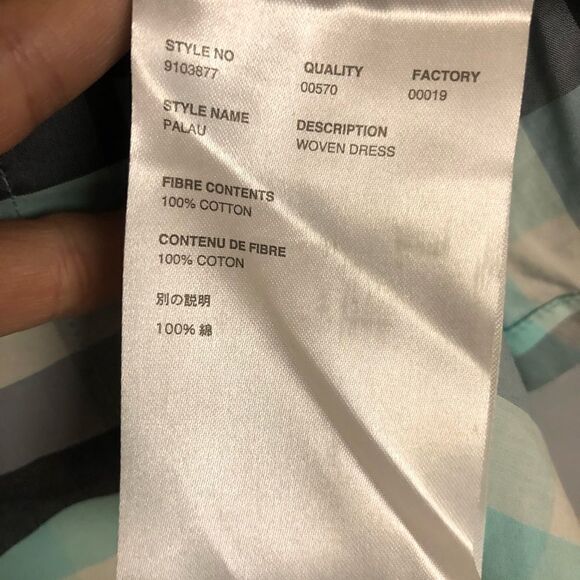 STYLE NO
9103877
QUALITY
00570
FACTORY
00019
STYLE NAME
PALAU
DESCRIPTION
WOVEN DRESS
FIBRE CONTENTS
100% COTTON
CONTENU DE FIBRE
100% COTON
別の説明
100% 綿